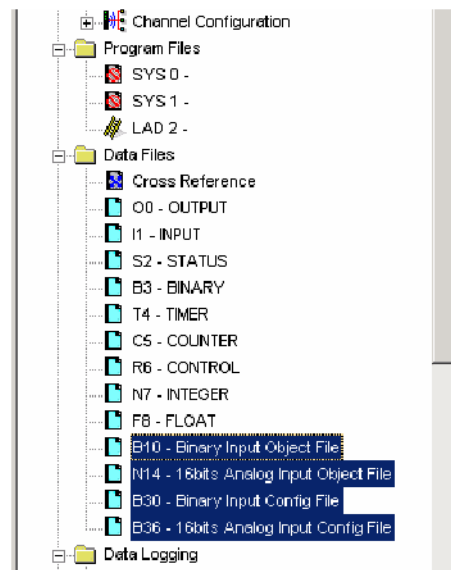 Channel Configuration
Program Files
SYS 0 -
SYS 1 -
LAD 2 -
Data Files
Cross Reference
O0 - OUTPUT
I1 - INPUT
S2 - STATUS
B3 - BINARY
T4 - TIMER
C5 - COUNTER
R6 - CONTROL
N7 - INTEGER
F8 - FLOAT
B10 - Binary Input Object File
N14 - 16bits Analog Input Object File
B30 - Binary Input Config File
B36 - 16bits Analog Input Config File
Data Logging